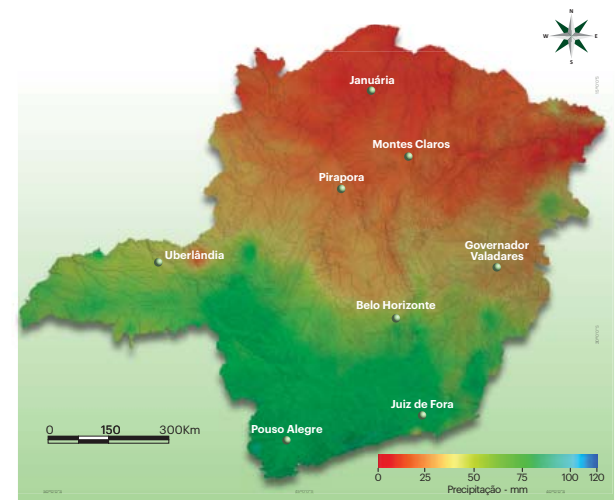 N
W E
S
Januária
Montes Claros
Pirapora
Uberlândia
Governador
Valadares
Belo Horizonte
Juiz de Fora
Pouso Alegre
0 150 300Km
0 25 50 75 100 120
Precipitação - mm